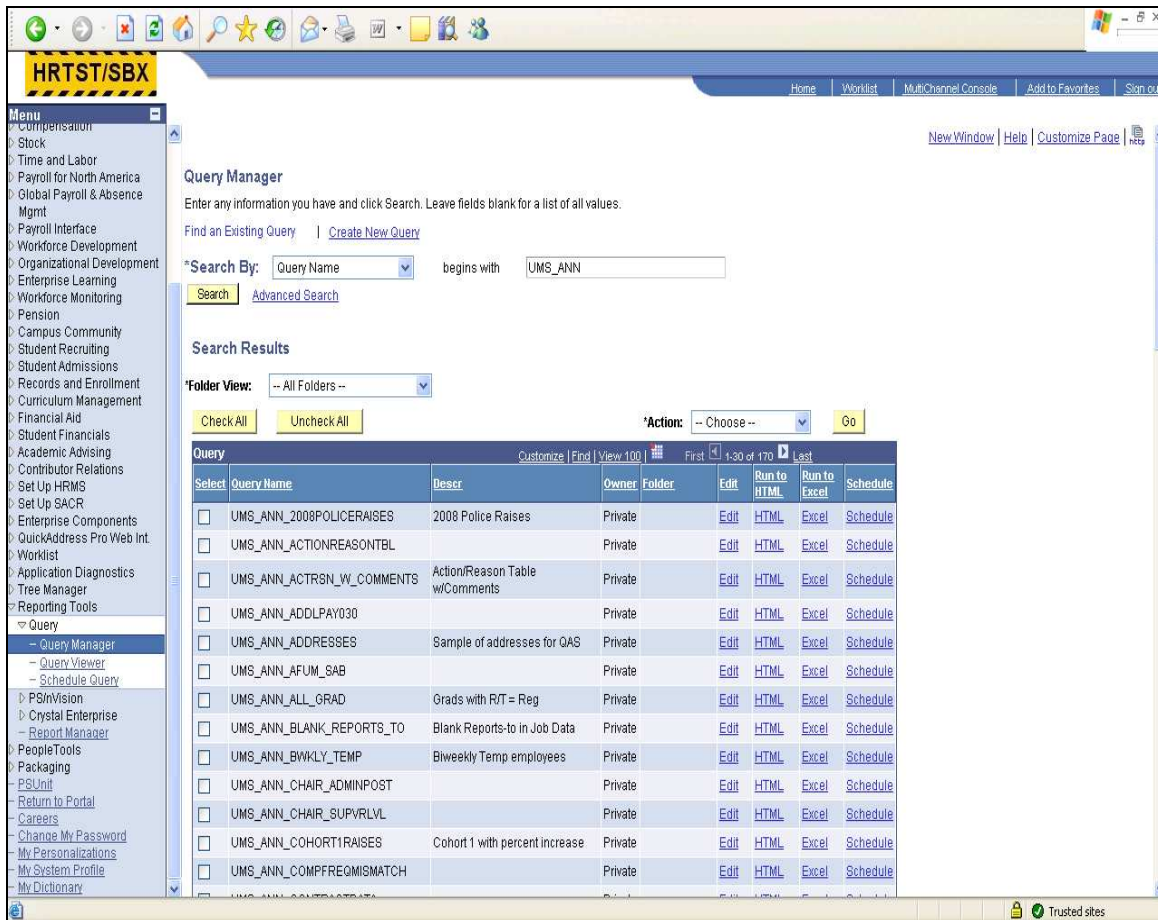 HRTST/SBX
Home
Worklist
MultiChannel Console
Add to Favorites
Sign ou
Menu
Compensation
Stock
Time and Labor
Payroll for North America
Global Payroll & Absence
Mgmt
Payroll Interface
Workforce Development
Organizational Development
Enterprise Learning
Workforce Monitoring
Pension
Campus Community
Student Recruiting
Student Admissions
Records and Enrollment
Curriculum Management
Financial Aid
Student Financials
Academic Advising
Contributor Relations
Set Up HRMS
Set Up SACR
Enterprise Components
QuickAddress Pro Web Int.
Worklist
Application Diagnostics
Tree Manager
Reporting Tools
Query
– Query Manager
– Query Viewer
– Schedule Query
PS/nVision
Crystal Enterprise
– Report Manager
PeopleTools
Packaging
– PSUnit
– Return to Portal
– Careers
– Change My Password
– My Personalizations
– My System Profile
– My Dictionary
New Window | Help | Customize Page | http
Query Manager
Enter any information you have and click Search. Leave fields blank for a list of all values.
Find an Existing Query | Create New Query
*Search By: Query Name begins with UMS_ANN
Search Advanced Search
Search Results
*Folder View: -- All Folders --
Check All Uncheck All *Action: -- Choose -- Go
Query Customize | Find | View 100 | First 1-30 of 170 Last
Select Query Name Descr Owner Folder Edit Run to HTML Run to Excel Schedule
UMS_ANN_2008POLICERAISES 2008 Police Raises Private Edit HTML Excel Schedule
UMS_ANN_ACTIONREASONTBL Private Edit HTML Excel Schedule
UMS_ANN_ACTRSN_W_COMMENTS Action/Reason Table w/Comments Private Edit HTML Excel Schedule
UMS_ANN_ADDLPAY030 Private Edit HTML Excel Schedule
UMS_ANN_ADDRESSES Sample of addresses for QAS Private Edit HTML Excel Schedule
UMS_ANN_AFUM_SAB Private Edit HTML Excel Schedule
UMS_ANN_ALL_GRAD Grads with R/T = Reg Private Edit HTML Excel Schedule
UMS_ANN_BLANK_REPORTS_TO Blank Reports-to in Job Data Private Edit HTML Excel Schedule
UMS_ANN_BWKLY_TEMP Biweekly Temp employees Private Edit HTML Excel Schedule
UMS_ANN_CHAIR_ADMINPOST Private Edit HTML Excel Schedule
UMS_ANN_CHAIR_SUPVRLVL Private Edit HTML Excel Schedule
UMS_ANN_COHORT1RAISES Cohort 1 with percent increase Private Edit HTML Excel Schedule
UMS_ANN_COMPFREQMISMATCH Private Edit HTML Excel Schedule
Trusted sites